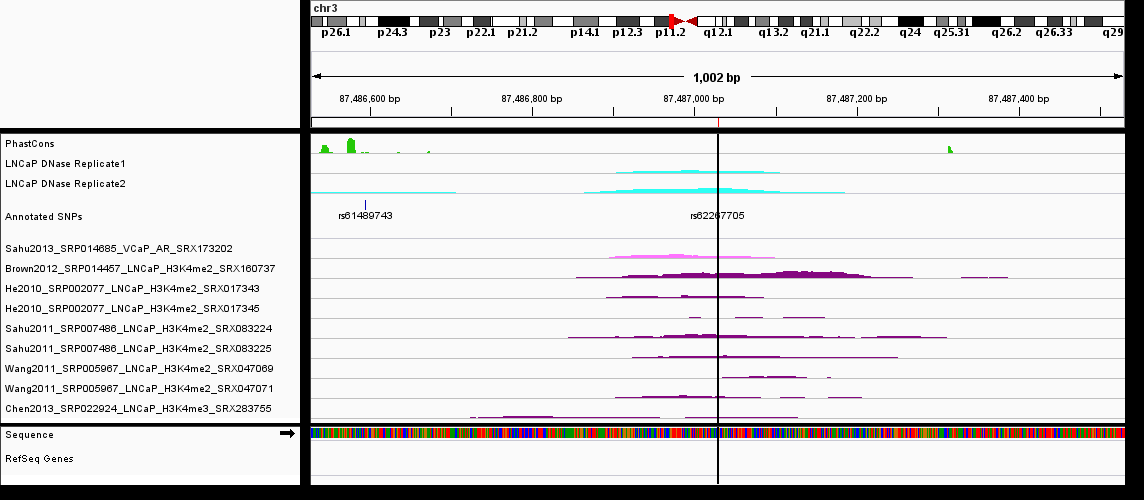 chr3
p26.1 p24.3 p23 p22.1 p21.2 p14.1 p12.3 p11.2 q12.1 q13.2 q21.1 q22.2 q24 q25.31 q26.2 q26.33 q29
1,002 bp
87,486,600 bp 87,486,800 bp 87,487,000 bp 87,487,200 bp 87,487,400 bp
PhastCons
LNCaP DNase Replicate1
LNCaP DNase Replicate2
Annotated SNPs
rs61489743 rs62267705
Sahu2013_SRP014685_VCaP_AR_SRX173202
Brown2012_SRP014457_LNCaP_H3K4me2_SRX160737
He2010_SRP002077_LNCaP_H3K4me2_SRX017343
He2010_SRP002077_LNCaP_H3K4me2_SRX017345
Sahu2011_SRP007486_LNCaP_H3K4me2_SRX083224
Sahu2011_SRP007486_LNCaP_H3K4me2_SRX083225
Wang2011_SRP005967_LNCaP_H3K4me2_SRX047069
Wang2011_SRP005967_LNCaP_H3K4me2_SRX047071
Chen2013_SRP022924_LNCaP_H3K4me3_SRX283755
Sequence
RefSeq Genes